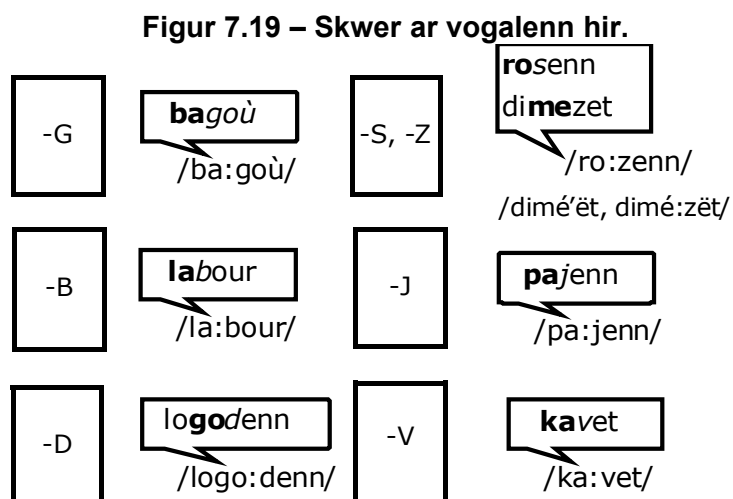 Figur 7.19 – Skwer ar vogalenn hir.
-G
bagoù
/ba:goù/
-S, -Z
rosenn
dimezet
/ro:zenn/
/dimé'ët, dimé:zët/
-B
labour
/la:bour/
-J
pajenn
/pa:jenn/
-D
logodenn
/logo:denn/
-V
kavet
/ka:vet/